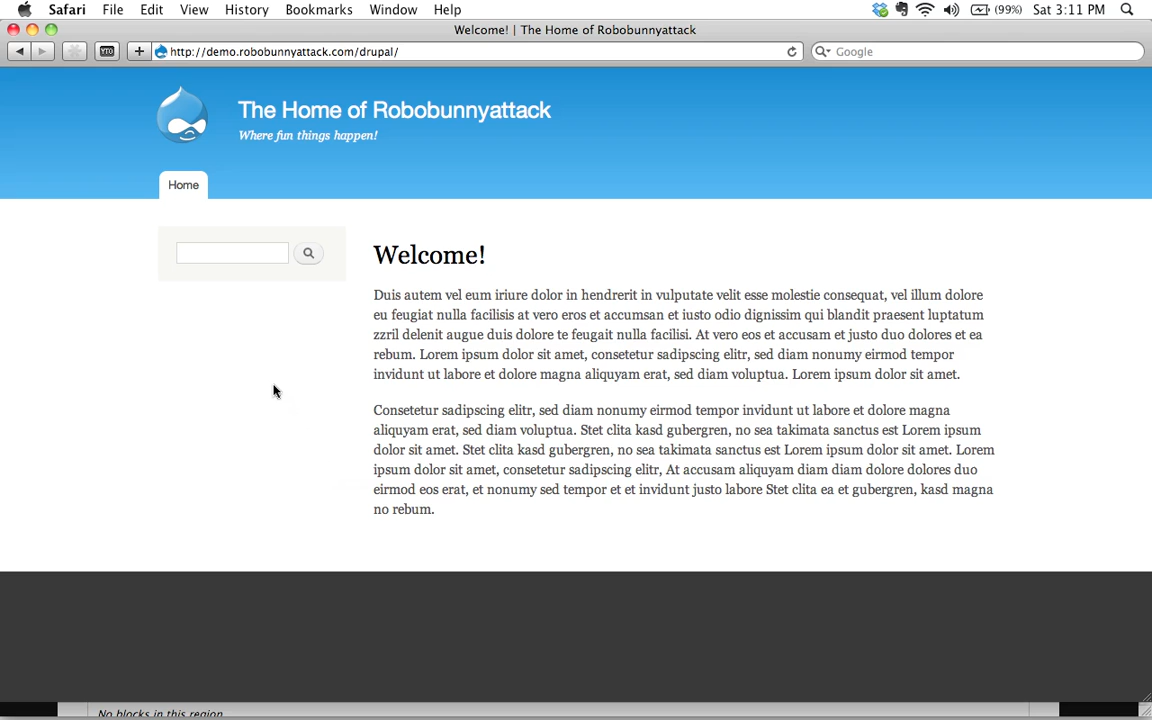 Safari File Edit View History Bookmarks Window Help (99%) Sat 3:11 PM
Welcome! | The Home of Robobunnyattack
YTO http://demo.robobunnyattack.com/drupal/ Google
The Home of Robobunnyattack
Where fun things happen!
Home
Welcome!
Duis autem vel eum iriure dolor in hendrerit in vulputate velit esse molestie consequat, vel illum dolore
eu feugiat nulla facilisis at vero eros et accumsan et iusto odio dignissim qui blandit praesent luptatum
zzril delenit augue duis dolore te feugait nulla facilisi. At vero eos et accusam et justo duo dolores et ea
rebum. Lorem ipsum dolor sit amet, consetetur sadipscing elitr, sed diam nonumy eirmod tempor
invidunt ut labore et dolore magna aliquyam erat, sed diam voluptua. Lorem ipsum dolor sit amet.
Consetetur sadipscing elitr, sed diam nonumy eirmod tempor invidunt ut labore et dolore magna
aliquyam erat, sed diam voluptua. Stet clita kasd gubergren, no sea takimata sanctus est Lorem ipsum
dolor sit amet. Stet clita kasd gubergren, no sea takimata sanctus est Lorem ipsum dolor sit amet. Lorem
ipsum dolor sit amet, consetetur sadipscing elitr, At accusam aliquyam diam diam dolore dolores duo
eirmod eos erat, et nonumy sed tempor et et invidunt justo labore Stet clita ea et gubergren, kasd magna
no rebum.
No blocks in this region